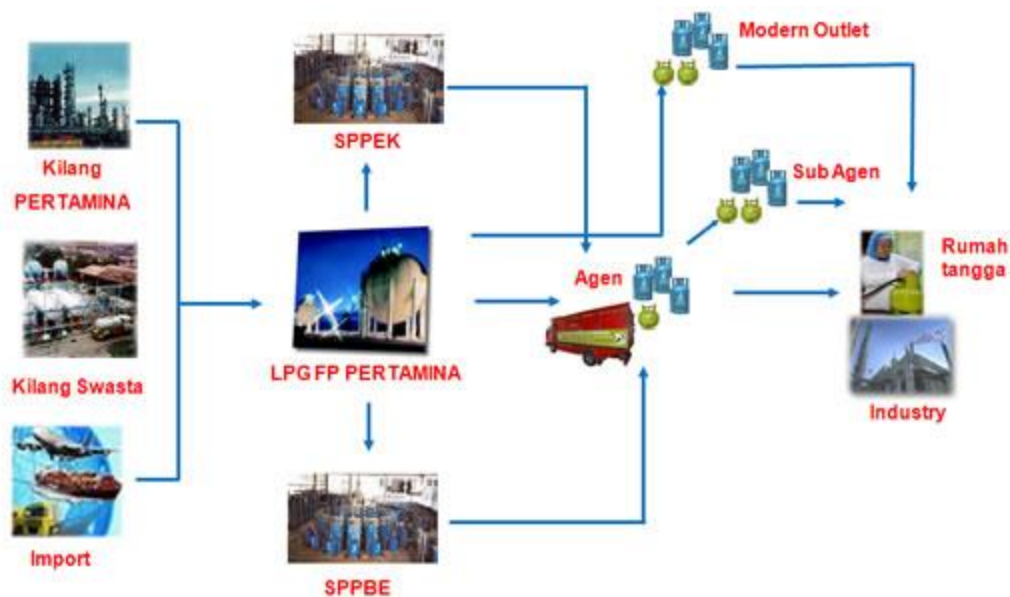 Kilang
PERTAMINA
Kilang Swasta
Import
SPPEK
LPG FP PERTAMINA
SPPBE
Modern Outlet
Sub Agen
Agen
Rumah
tangga
Industry